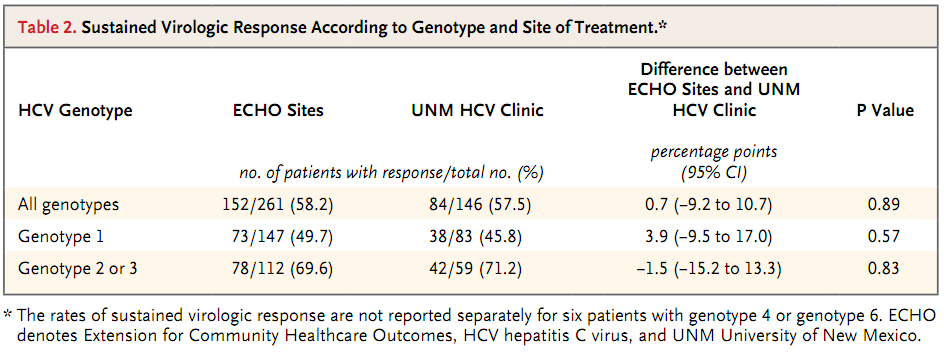 Table 2. Sustained Virologic Response According to Genotype and Site of Treatment.*
HCV Genotype ECHO Sites UNM HCV Clinic Difference between ECHO Sites and UNM HCV Clinic P Value
no. of patients with response/total no. (%) percentage points (95% CI)
All genotypes 152/261 (58.2) 84/146 (57.5) 0.7 (–9.2 to 10.7) 0.89
Genotype 1 73/147 (49.7) 38/83 (45.8) 3.9 (–9.5 to 17.0) 0.57
Genotype 2 or 3 78/112 (69.6) 42/59 (71.2) –1.5 (–15.2 to 13.3) 0.83
* The rates of sustained virologic response are not reported separately for six patients with genotype 4 or genotype 6. ECHO
denotes Extension for Community Healthcare Outcomes, HCV hepatitis C virus, and UNM University of New Mexico.